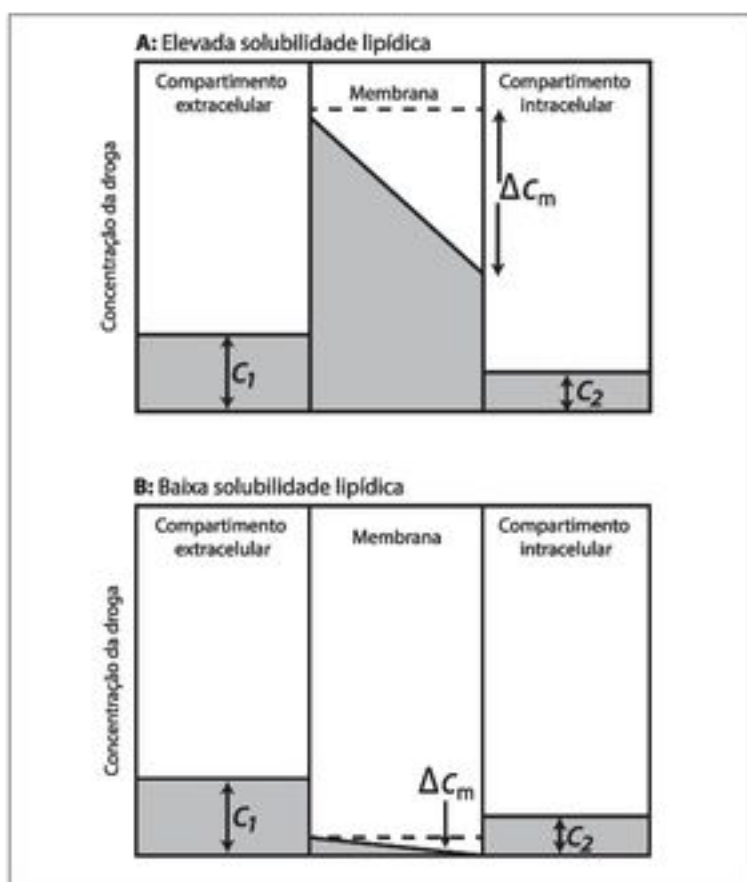 A: Elevada solubilidade lipídica
Compartimento
extracelular
Membrana
Compartimento
intracelular
Concentração da droga
ΔCm
C1
C2
B: Baixa solubilidade lipídica
Compartimento
extracelular
Membrana
Compartimento
intracelular
Concentração da droga
ΔCm
C1
C2